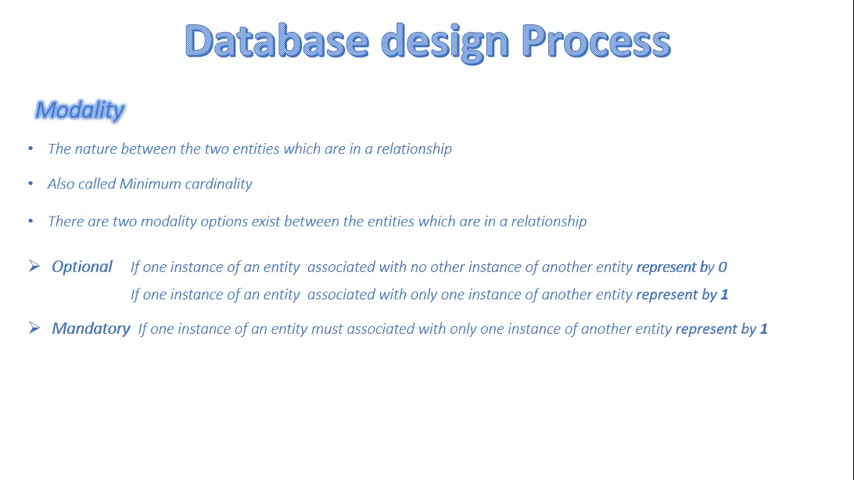 Database design Process
Modality
• The nature between the two entities which are in a relationship
• Also called Minimum cardinality
• There are two modality options exist between the entities which are in a relationship
➢ Optional If one instance of an entity associated with no other instance of another entity represent by 0
If one instance of an entity associated with only one instance of another entity represent by 1
➢ Mandatory If one instance of an entity must associated with only one instance of another entity represent by 1